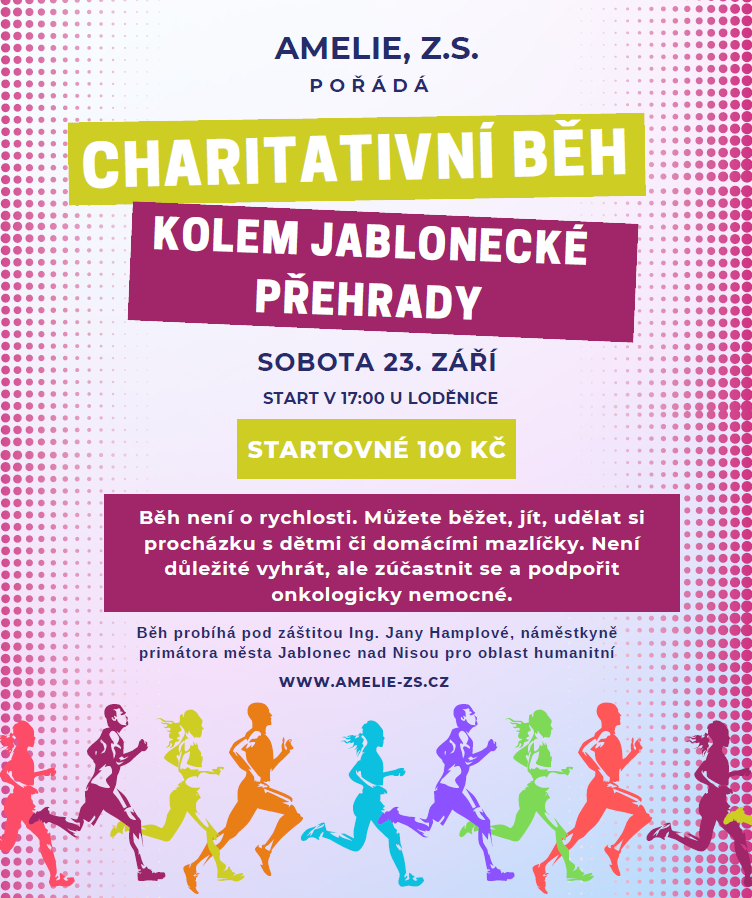 AMELIE, Z.S.
POŘÁDÁ
CHARITATIVNÍ BĚH
KOLEM JABLONECKÉ
PŘEHRADY
SOBOTA 23. ZÁŘÍ
START V 17:00 U LODĚNICE
STARTOVNÉ 100 KČ
Běh není o rychlosti. Můžete běžet, jít, udělat si
procházku s dětmi či domácími mazlíčky. Není
důležité vyhrát, ale zúčastnit se a podpořit
onkologicky nemocné.
Běh probíhá pod záštitou Ing. Jany Hamplové, náměstkyně
primátora města Jablonec nad Nisou pro oblast humanitní
WWW.AMELIE-ZS.CZ